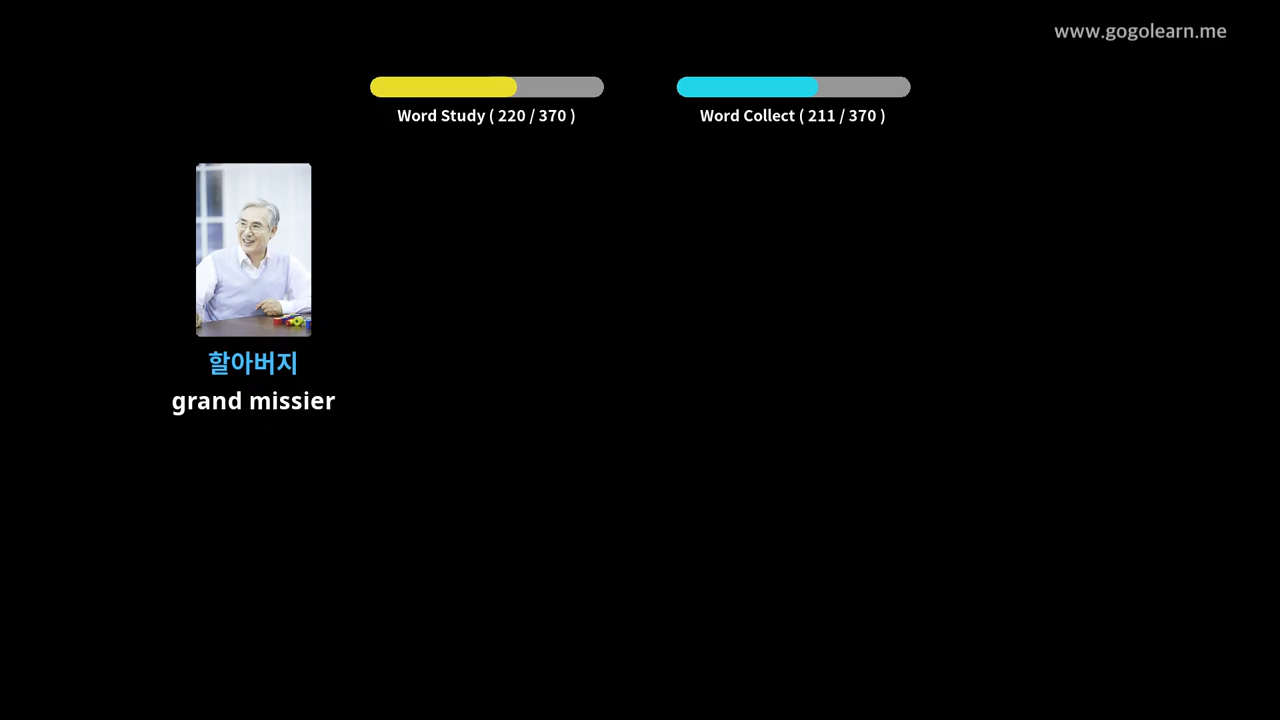 www.gogolearn.me
Word Study ( 220 / 370 )
Word Collect ( 211 / 370 )
할아버지
grand missier